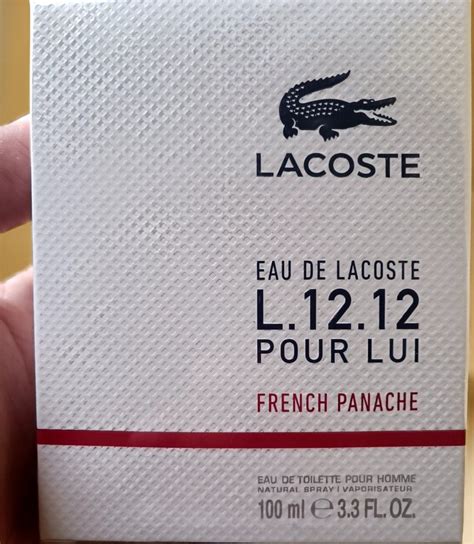 LACOSTE
EAU DE LACOSTE
L.12.12
POUR LUI
FRENCH PANACHE
EAU DE TOILETTE POUR HOMME
NATURAL SPRAY | VAPORISATEUR
100 ml ℮ 3.3 FL. OZ.